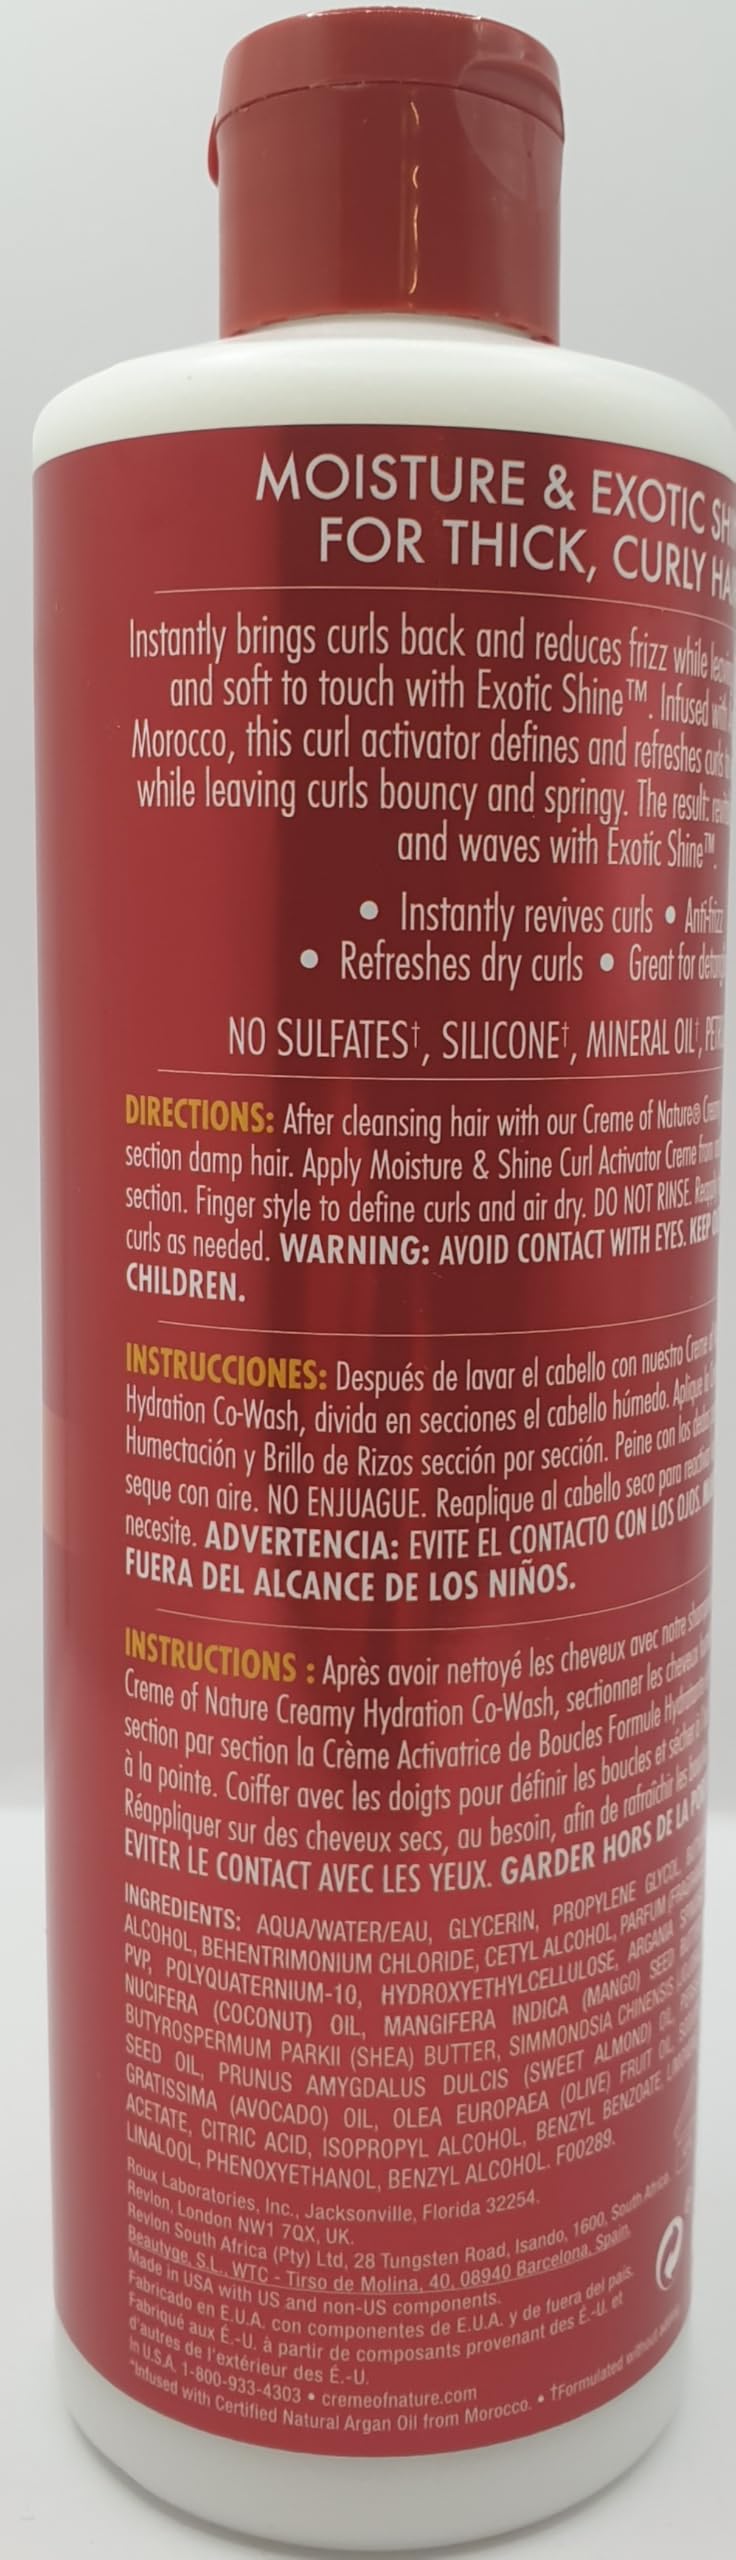 MOISTURE & EXOTIC
FOR THICK, CURLY
Instantly brings curls back and reduces frizz while
and soft to touch with Exotic Shine™. Infused with
Morocco, this curl activator defines and refreshes curls
while leaving curls bouncy and springy. The result:
and waves with Exotic Shine™.
• Instantly revives curls • Anti-frizz
• Refreshes dry curls • Great for
NO SULFATES†, SILICONE†, MINERAL OIL†,
DIRECTIONS: After cleansing hair with our Creme of Nature®
section damp hair. Apply Moisture & Shine Curl Activator Creme from
section. Finger style to define curls and air dry. DO NOT RINSE.
curls as needed. WARNING: AVOID CONTACT WITH EYES. KEEP
CHILDREN.
INSTRUCCIONES: Después de lavar el cabello con nuestro Creme
Hydration Co-Wash, divida en secciones el cabello húmedo. Aplique
Humectación y Brillo de Rizos sección por sección. Peine con los dedos
seque con aire. NO ENJUAGUE. Reaplique al cabello seco para reactivar
necesite. ADVERTENCIA: EVITE EL CONTACTO CON LOS OJOS.
FUERA DEL ALCANCE DE LOS NIÑOS.
INSTRUCTIONS : Après avoir nettoyé les cheveux avec notre
Creme of Nature Creamy Hydration Co-Wash, sectionner les cheveux
section par section la Crème Activatrice de Boucles Formule
à la pointe. Coiffer avec les doigts pour définir les boucles et sécher à
Réappliquer sur des cheveux secs, au besoin, afin de rafraîchir les
EVITER LE CONTACT AVEC LES YEUX. GARDER HORS DE LA
INGREDIENTS: AQUA/WATER/EAU, GLYCERIN, PROPYLENE GLYCOL,
ALCOHOL, BEHENTRIMONIUM CHLORIDE, CETYL ALCOHOL, PARFUM
PVP, POLYQUATERNIUM-10, HYDROXYETHYLCELLULOSE, ARGANIA
NUCIFERA (COCONUT) OIL, MANGIFERA INDICA (MANGO) SEED
BUTYROSPERMUM PARKII (SHEA) BUTTER, SIMMONDSIA CHINENSIS
SEED OIL, PRUNUS AMYGDALUS DULCIS (SWEET ALMOND) OIL,
GRATISSIMA (AVOCADO) OIL, OLEA EUROPAEA (OLIVE) FRUIT OIL,
ACETATE, CITRIC ACID, ISOPROPYL ALCOHOL, BENZYL BENZOATE,
LINALOOL, PHENOXYETHANOL, BENZYL ALCOHOL. F00289.
Roux Laboratories, Inc., Jacksonville, Florida 32254.
Revlon, London NW1 7QX, UK.
Revlon South Africa (Pty) Ltd, 28 Tungsten Road, Isando, 1600, South Africa.
Beautyge, S.L., WTC - Tirso de Molina, 40, 08940 Barcelona, Spain.
Made in USA with US and non-US components.
Fabricado en E.U.A. con componentes de E.U.A. y de fuera del país.
Fabriqué aux É.-U. à partir de composants provenant des É.-U. et
d'autres de l'extérieur des É.-U.
In U.S.A. 1-800-933-4303 • cremeofnature.com
*Infused with Certified Natural Argan Oil from Morocco. • †Formulated without